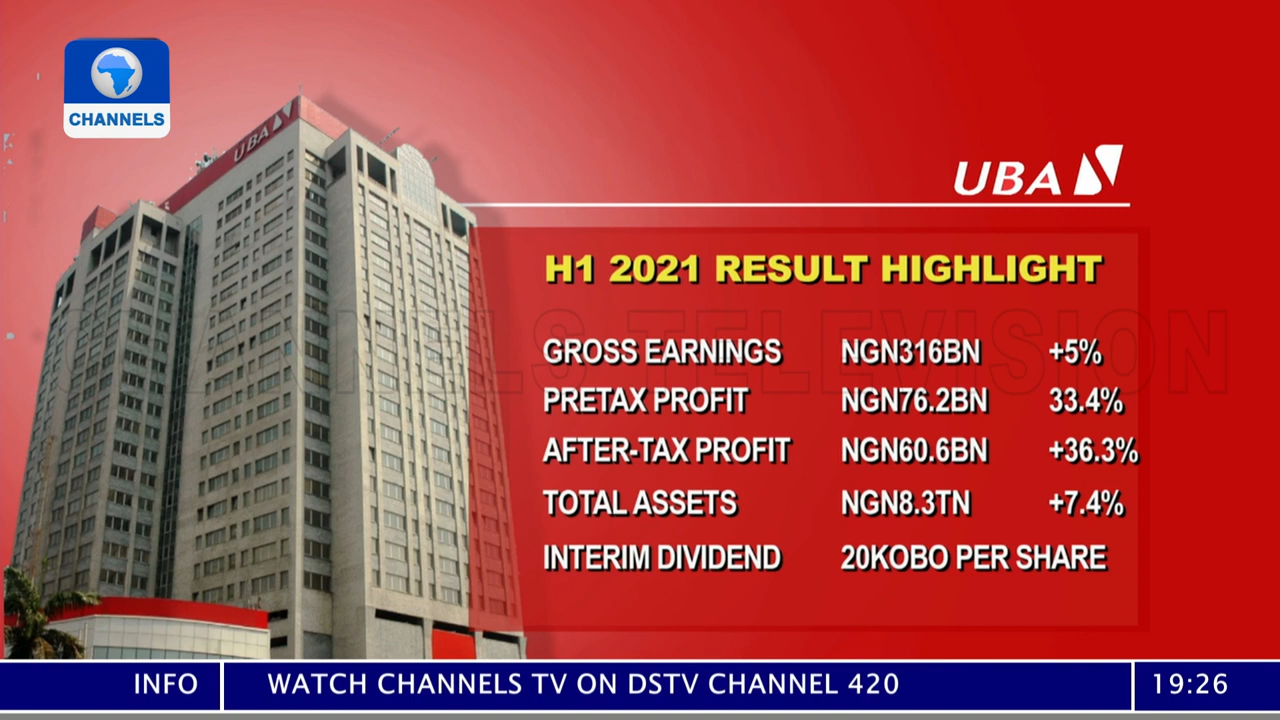 CHANNELS
UBA
UBA
H1 2021 RESULT HIGHLIGHT
GROSS EARNINGS NGN316BN +5%
PRETAX PROFIT NGN76.2BN 33.4%
AFTER-TAX PROFIT NGN60.6BN +36.3%
TOTAL ASSETS NGN8.3TN +7.4%
INTERIM DIVIDEND 20KOBO PER SHARE
CHANNELS TELEVISION
INFO WATCH CHANNELS TV ON DSTV CHANNEL 420 19:26